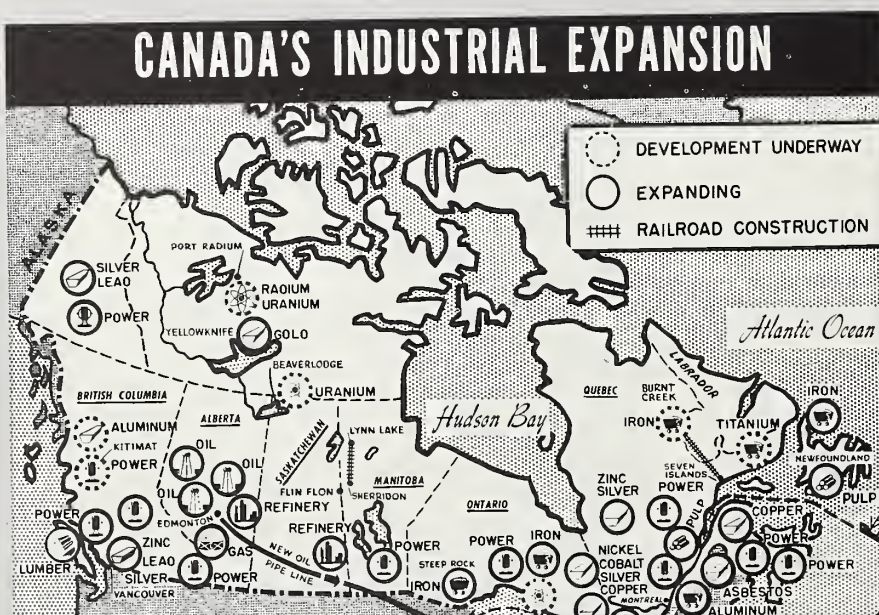 CANADA'S INDUSTRIAL EXPANSION
DEVELOPMENT UNDERWAY
EXPANDING
RAILROAD CONSTRUCTION
ALASKA
PORT RADIUM
SILVER
LEAO
RAOIUM
URANIUM
POWER
YELLOWKNIFE
GOLO
Atlantic Ocean
BEAVERLODGE
URANIUM
BRITISH COLUMBIA
ALBERTA
SASKATCHEWAN
Hudson Bay
QUEBEC
BURNT
CREEK
LABRADOR
IRON
IRON
TITANIUM
ALUMINUM
KITIMAT
POWER
OIL
OIL
OIL
LYNN LAKE
MANITOBA
FLIN FLON
SHERRIDON
ONTARIO
SEVEN
ISLANDS
NEWFOUNDLAND
PULP
EDMONTON
REFINERY
REFINERY
ZINC
SILVER
POWER
PULP
COPPER
POWER
LUMBER
ZINC
LEAO
SILVER
VANCOUVER
GAS
POWER
NEW OIL
PIPE LINE
POWER
STEEP ROCK
IRON
POWER
IRON
NICKEL
COBALT
SILVER
COPPER
MONTREAL
POWER
POWER
ASBESTOS
ALUMINUM